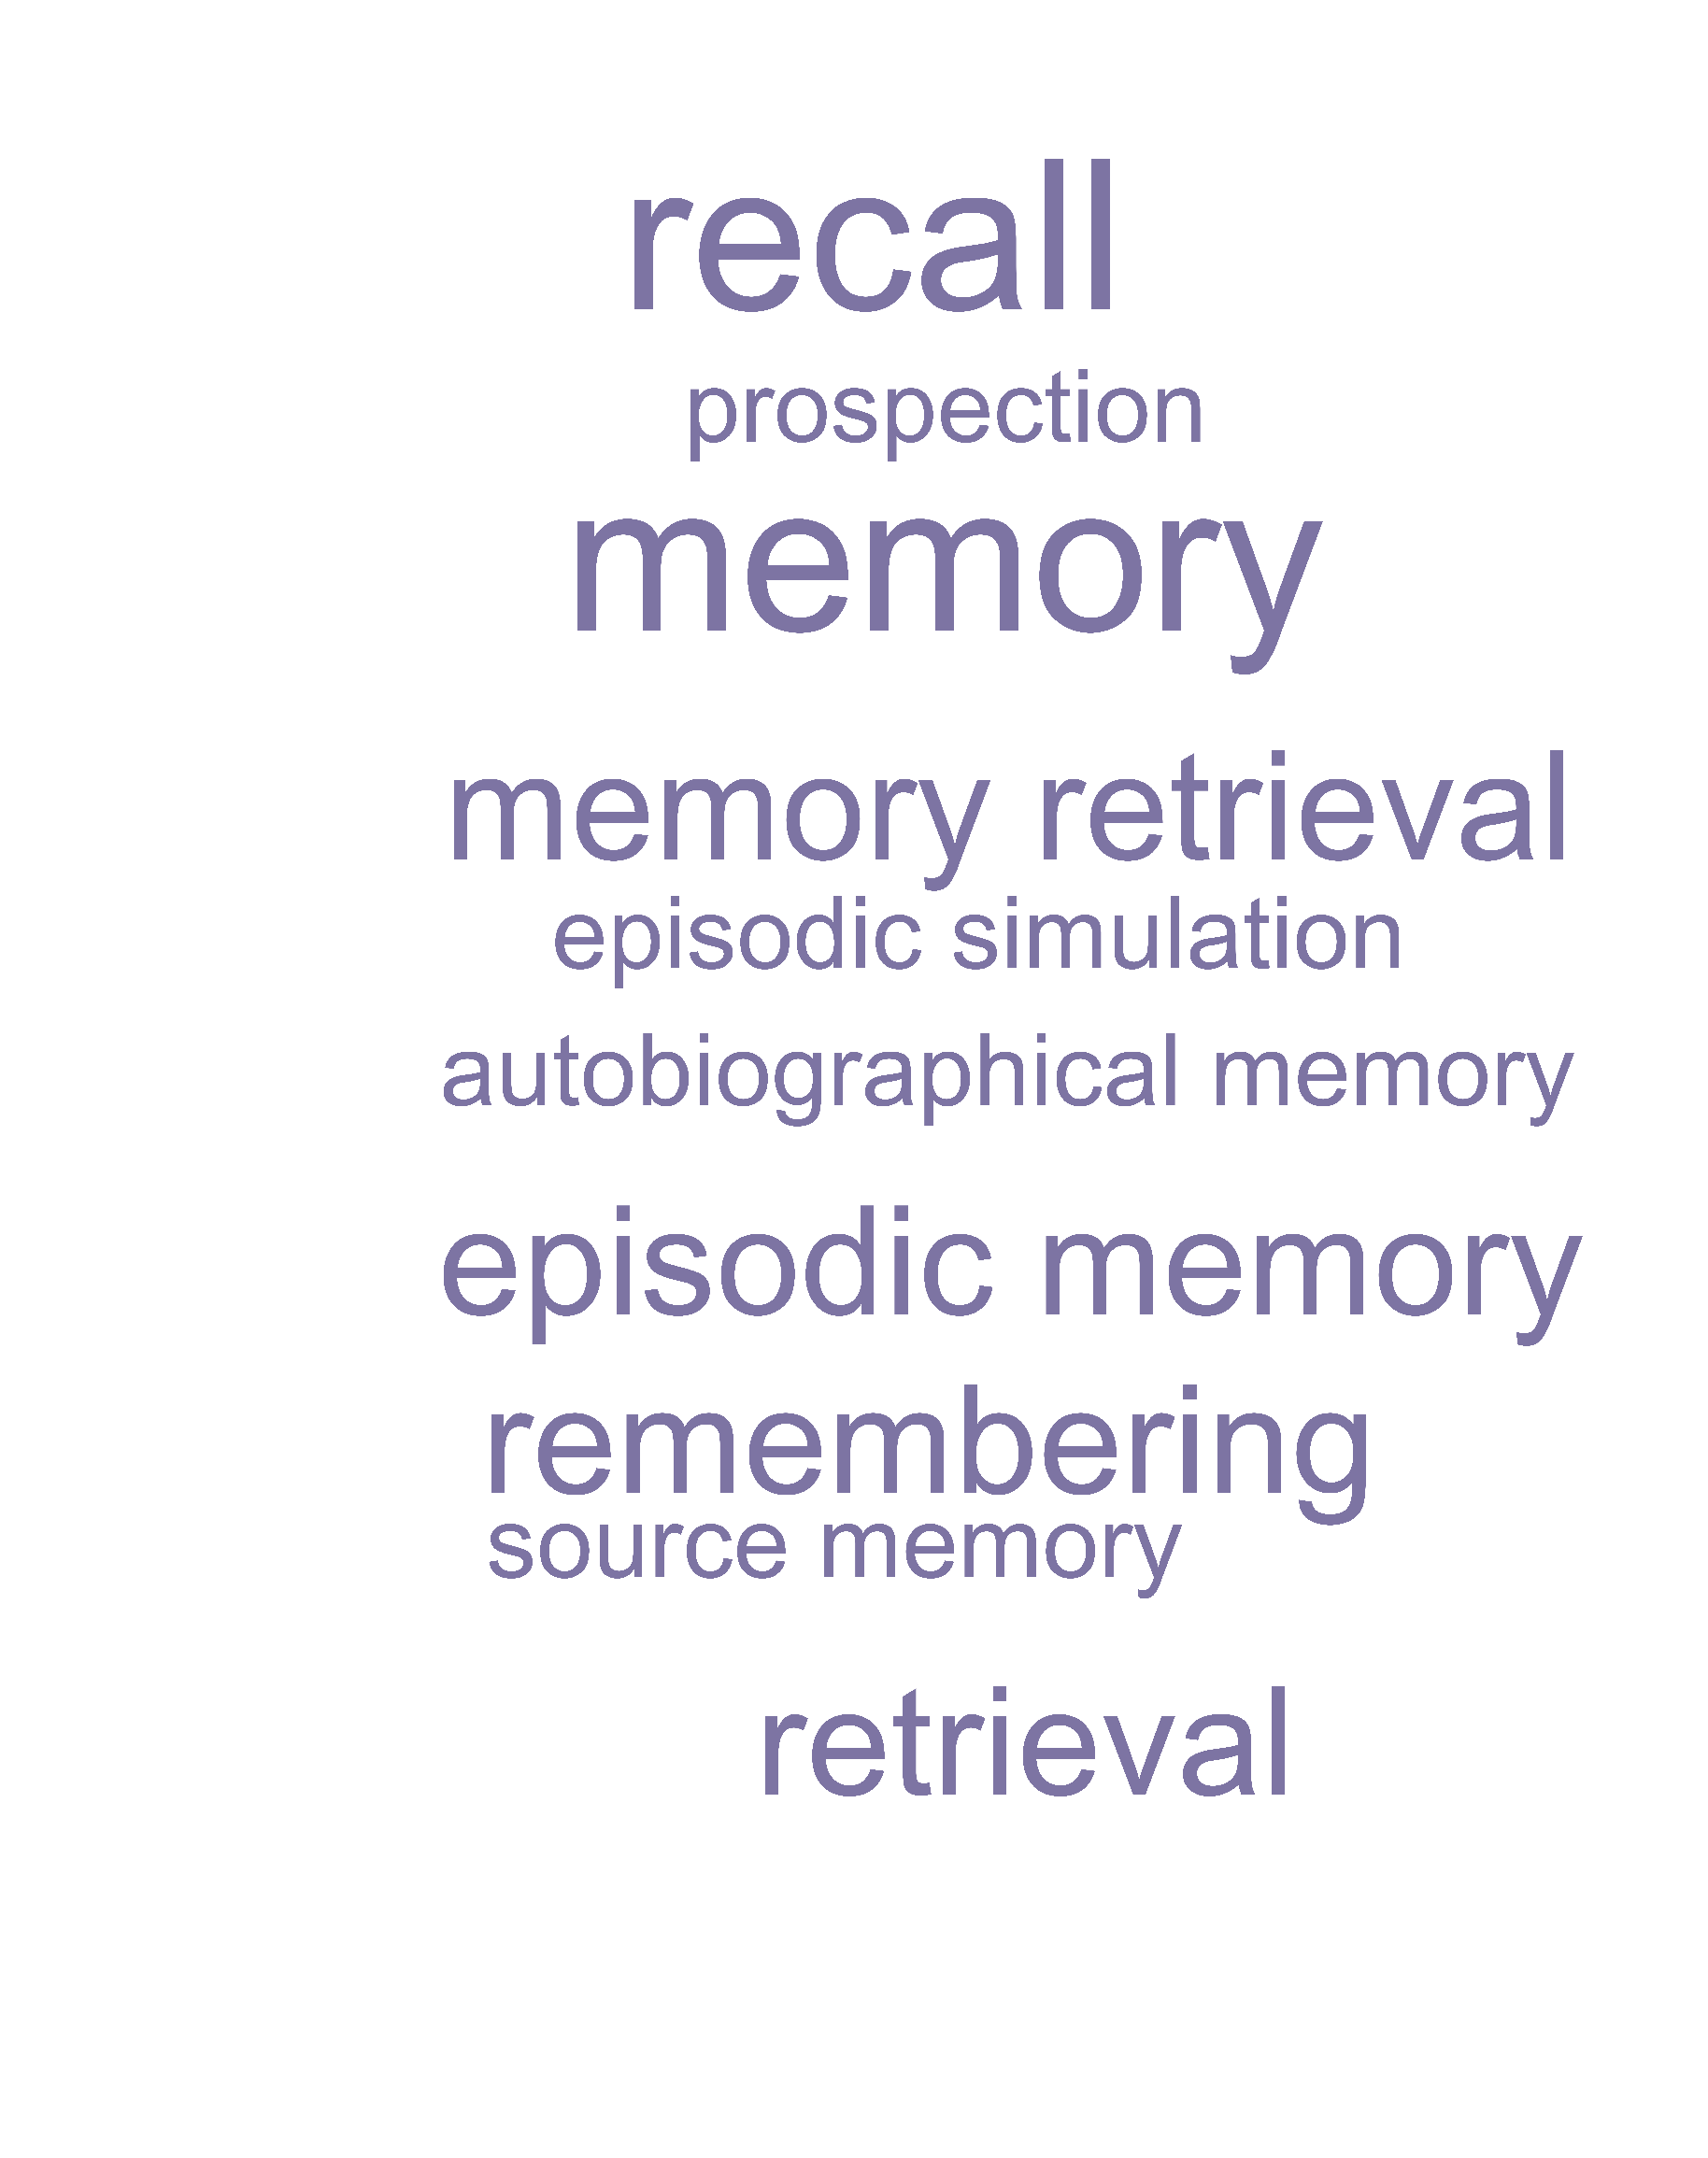 recall
prospection
memory
memory retrieval
episodic simulation
autobiographical memory
episodic memory
remembering
source memory
retrieval